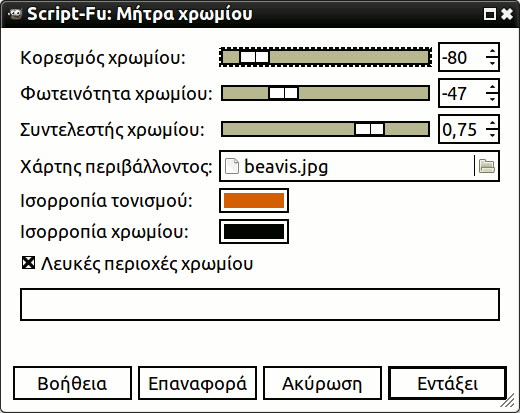 Script-Fu: Μήτρα χρωμίου
Κορεσμός χρωμίου: -80
Φωτεινότητα χρωμίου: -47
Συντελεστής χρωμίου: 0,75
Χάρτης περιβάλλοντος: beavis.jpg
Ισορροπία τονισμού:
Ισορροπία χρωμίου:
Λευκές περιοχές χρωμίου
Βοήθεια Επαναφορά Ακύρωση Εντάξει